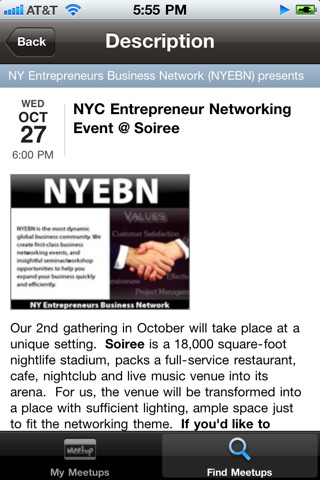 AT&T 5:55 PM
Back Description
NY Entrepreneurs Business Network (NYEBN) presents
WED
OCT
27
6:00 PM
NYC Entrepreneur Networking
Event @ Soiree
NYEBN
NYEBN is the most dynamic
global business community. We
create first-class business
networking events, and
insightful seminar/workshop
opportunities to help you
expand your business quickly
and efficiently.
VALUES
Customer Satisfaction
Project Management
NY Entrepreneurs Business Network
Our 2nd gathering in October will take place at a
unique setting. Soiree is a 18,000 square-foot
nightlife stadium, packs a full-service restaurant,
cafe, nightclub and live music venue into its
arena. For us, the venue will be transformed into
a place with sufficient lighting, ample space just
to fit the networking theme. If you'd like to
Meetup
My Meetups Find Meetups